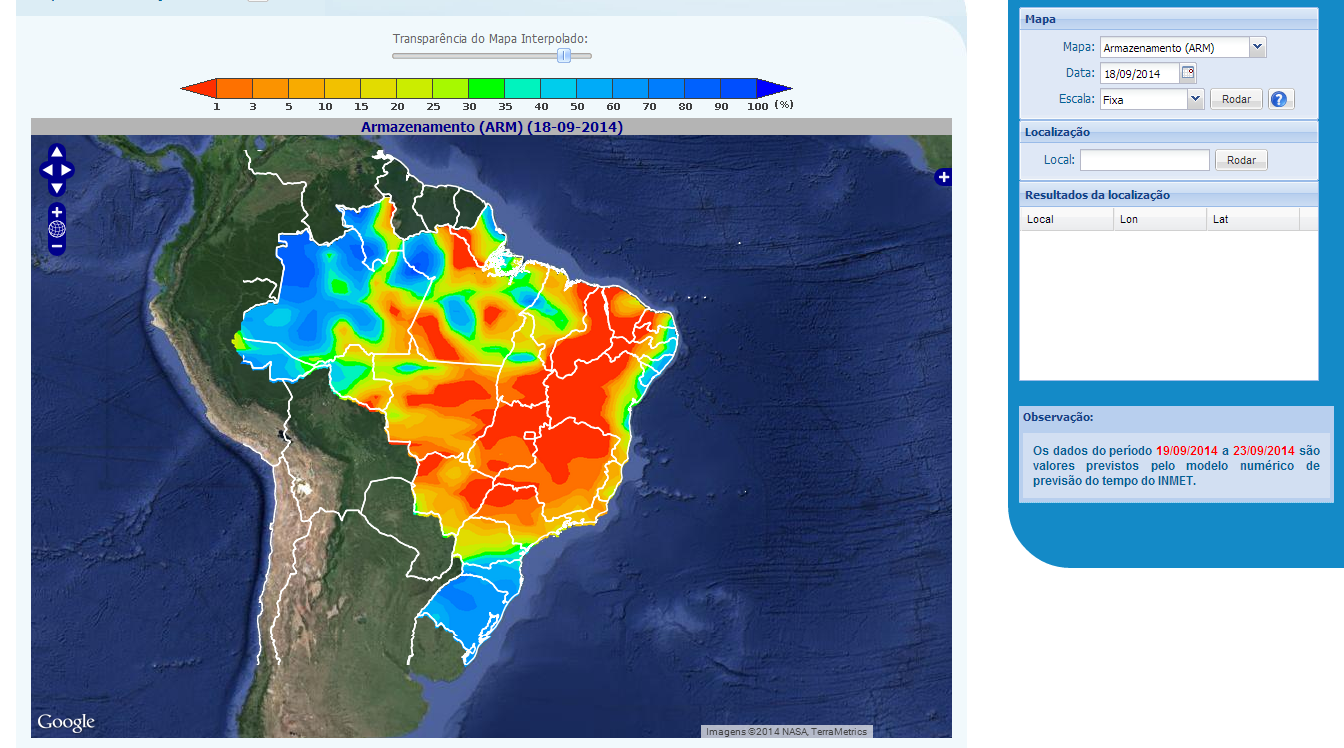 Transparência do Mapa Interpolado:
1 3 5 10 15 20 25 30 35 40 50 60 70 80 90 100 (%)
Armazenamento (ARM) (18-09-2014)
Google
Imagens ©2014 NASA, TerraMetrics
Mapa
Mapa: Armazenamento (ARM)
Data: 18/09/2014
Escala: Fixa Rodar ?
Localização
Local: Rodar
Resultados da localização
Local Lon Lat
Observação:
Os dados do período 19/09/2014 a 23/09/2014 são
valores previstos pelo modelo numérico de
previsão do tempo do INMET.